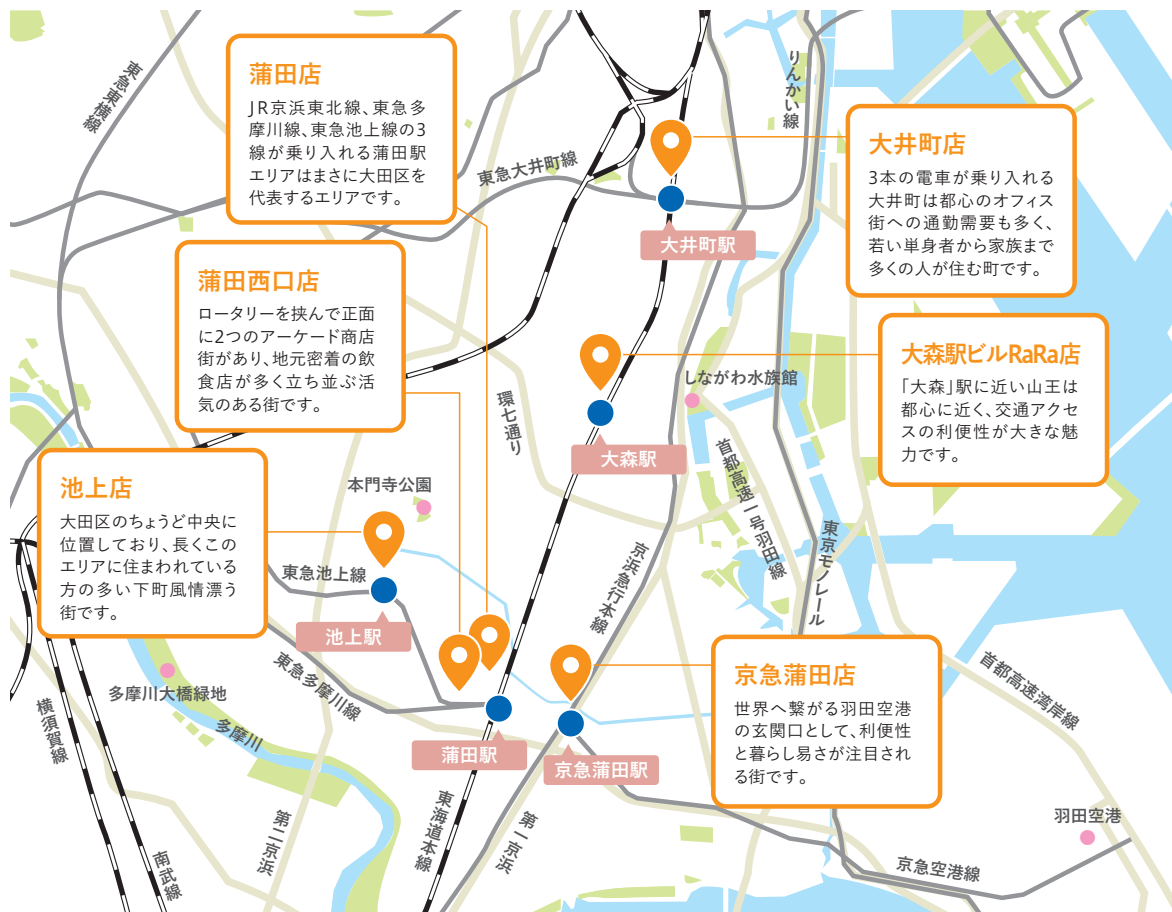 東急東横線
蒲田店
JR京浜東北線、東急多
摩川線、東急池上線の3
線が乗り入れる蒲田駅
エリアはまさに大田区を
代表するエリアです。
りんかい線
東急大井町線
大井町店
3本の電車が乗り入れる
大井町は都心のオフィス
街への通勤需要も多く、
若い単身者から家族まで
多くの人が住む町です。
大井町駅
蒲田西口店
ロータリーを挟んで正面
に2つのアーケード商店
街があり、地元密着の飲
食店が多く立ち並ぶ活
気のある街です。
大森駅ビルRaRa店
「大森」駅に近い山王は
都心に近く、交通アクセ
スの利便性が大きな魅
力です。
しながわ水族館
環七通り
大森駅
首都高速一号羽田線
池上店
大田区のちょうど中央に
位置しており、長くこの
エリアに住まわれている
方の多い下町風情漂う
街です。
本門寺公園
東急池上線
池上駅
京浜急行本線
東京モノレール
東急多摩川線
多摩川大橋緑地
多摩川
横須賀線
南武線
第二京浜
蒲田駅
東海道本線
京急蒲田駅
第一京浜
京急蒲田店
世界へ繋がる羽田空港
の玄関口として、利便性
と暮らし易さが注目され
る街です。
首都高速湾岸線
羽田空港
京急空港線